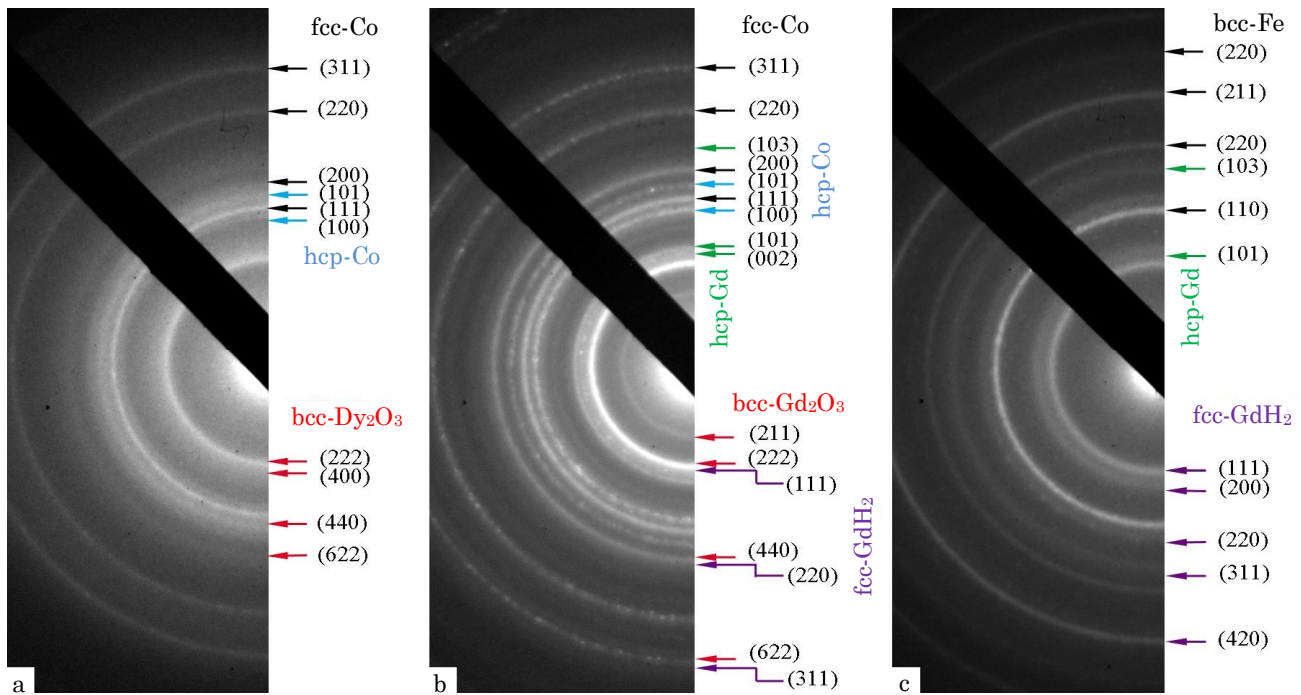 fcc-Co
(311)
(220)
(200)
(101)
(111)
(100)
hcp-Co
bcc-Dy₂O₃
(222)
(400)
(440)
(622)
a
fcc-Co
(311)
(220)
(103)
(200)
(101)
(111)
(100)
hcp-Co
(101)
(002)
hcp-Gd
bcc-Gd₂O₃
(211)
(222)
(111)
(440)
(220)
fcc-GdH₂
(622)
(311)
b
bcc-Fe
(220)
(211)
(220)
(103)
(110)
(101)
hcp-Gd
fcc-GdH₂
(111)
(200)
(220)
(311)
(420)
c